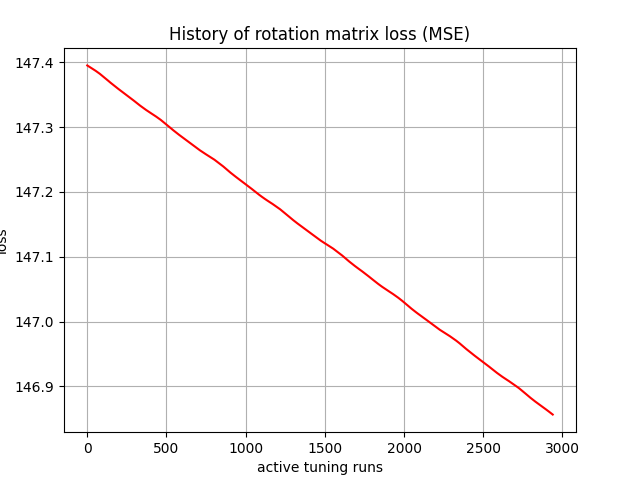 History of rotation matrix loss (MSE)
147.4
147.3
147.2
147.1
147.0
146.9
loss
0 500 1000 1500 2000 2500 3000
active tuning runs